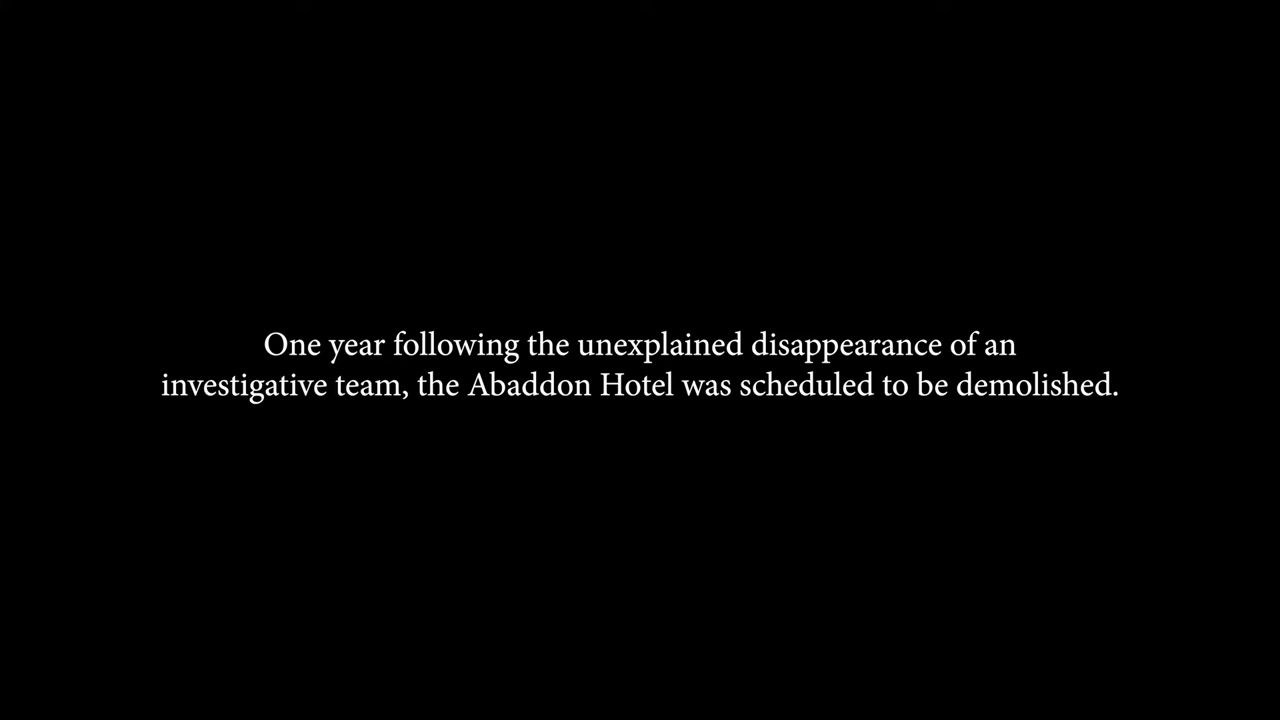 One year following the unexplained disappearance of an
investigative team, the Abaddon Hotel was scheduled to be demolished.